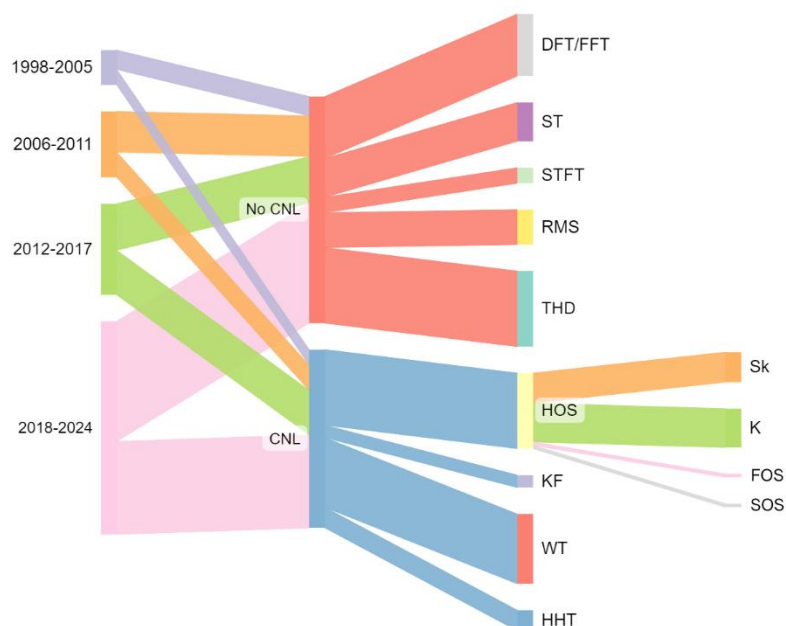 1998-2005
2006-2011
2012-2017
2018-2024
No CNL
CNL
DFT/FFT
ST
STFT
RMS
THD
HOS
KF
WT
HHT
Sk
K
FOS
SOS